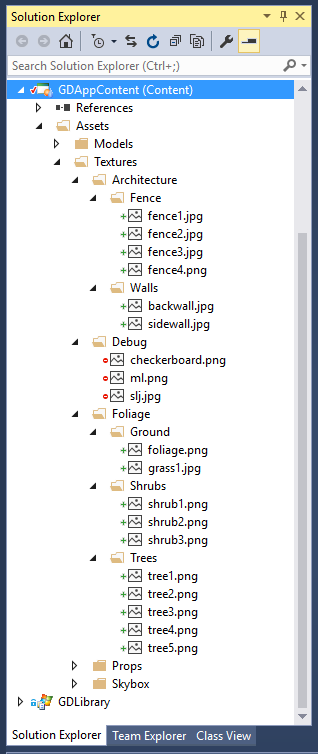 Solution Explorer
Search Solution Explorer (Ctrl+;)
GDAppContent (Content)
References
Assets
Models
Textures
Architecture
Fence
fence1.jpg
fence2.jpg
fence3.jpg
fence4.png
Walls
backwall.jpg
sidewall.jpg
Debug
checkerboard.png
ml.png
slj.jpg
Foliage
Ground
foliage.png
grass1.jpg
Shrubs
shrub1.png
shrub2.png
shrub3.png
Trees
tree1.png
tree2.png
tree3.png
tree4.png
tree5.png
Props
Skybox
GDLibrary
Solution Explorer Team Explorer Class View